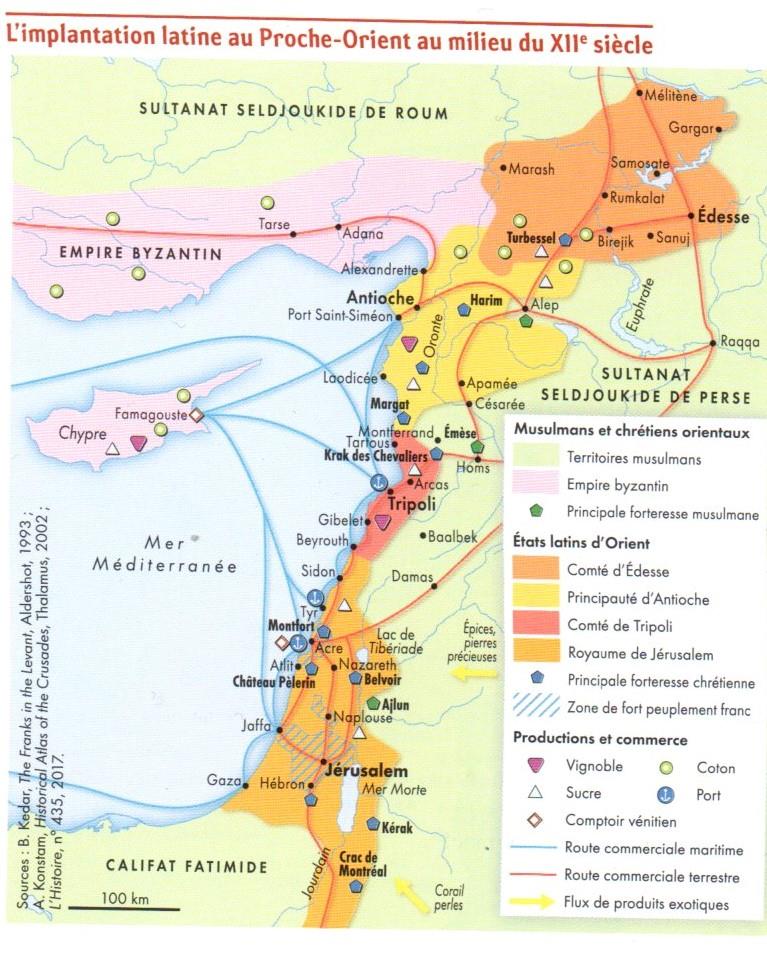 L’implantation latine au Proche-Orient au milieu du XIIe siècle
SULTANAT SELDJOUKIDE DE ROUM
Mélitène
Gargar
Marash
Samosate
Rumkalat
Édesse
Tarse
Adana
Turbessel
Birejik
Sanuj
EMPIRE BYZANTIN
Alexandrette
Antioche
Harim
Alep
Euphrate
Port Saint-Siméon
Oronte
Raqqa
Laodicée
Apamée
SULTANAT
SELDJOUKIDE DE PERSE
Césarée
Margat
Famagouste
Chypre
Montferrand
Émèse
Tartous
Krak des Chevaliers
Homs
Arcas
Tripoli
Gibelet
Beyrouth
Baalbek
Mer
Méditerranée
Sidon
Damas
Tyr
Montfort
Acre
Lac de
Tibériade
Épices,
pierres
précieuses
Atlit
Nazareth
Château Pèlerin
Belvoir
Ajlun
Jaffa
Naplouse
Jérusalem
Gaza
Hébron
Mer Morte
Kérak
CALIFAT FATIMIDE
Jourdain
Crac de
Montréal
Corail
perles
100 km
Musulmans et chrétiens orientaux
Territoires musulmans
Empire byzantin
Principale forteresse musulmane
États latins d’Orient
Comté d’Édesse
Principauté d’Antioche
Comté de Tripoli
Royaume de Jérusalem
Principale forteresse chrétienne
Zone de fort peuplement franc
Productions et commerce
Vignoble
Coton
Sucre
Port
Comptoir vénitien
Route commerciale maritime
Route commerciale terrestre
Flux de produits exotiques
Sources : B. Kedar, The Franks in the Levant, Aldershot, 1993 ;
A. Konstam, Historical Atlas of the Crusades, Thalamus, 2002 ;
L’Histoire, n° 435, 2017.